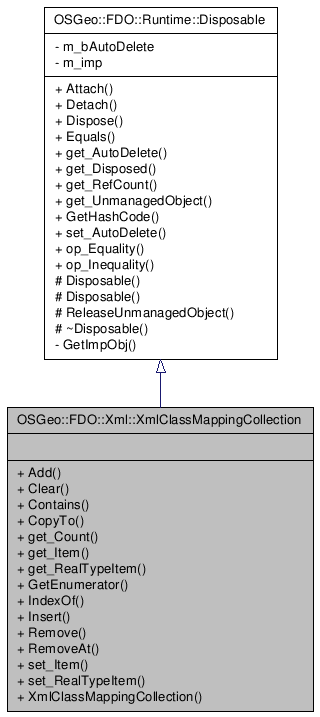 OSGeo::FDO::Runtime::Disposable
- m_bAutoDelete
- m_imp
+ Attach()
+ Detach()
+ Dispose()
+ Equals()
+ get_AutoDelete()
+ get_Disposed()
+ get_RefCount()
+ get_UnmanagedObject()
+ GetHashCode()
+ set_AutoDelete()
+ op_Equality()
+ op_Inequality()
# Disposable()
# Disposable()
# ReleaseUnmanagedObject()
# ~Disposable()
- GetImpObj()
OSGeo::FDO::Xml::XmlClassMappingCollection
+ Add()
+ Clear()
+ Contains()
+ CopyTo()
+ get_Count()
+ get_Item()
+ get_RealTypeItem()
+ GetEnumerator()
+ IndexOf()
+ Insert()
+ Remove()
+ RemoveAt()
+ set_Item()
+ set_RealTypeItem()
+ XmlClassMappingCollection()